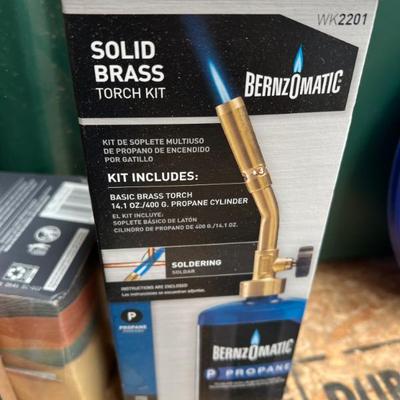 WK2201
SOLID
BRASS
TORCH KIT
BERNZOMATIC
KIT DE SOPLETE MULTIUSO
DE PROPANO DE ENCENDIDO
POR GATILLO
KIT INCLUDES:
BASIC BRASS TORCH
14.1 OZ./400 G. PROPANE CYLINDER
EL KIT INCLUYE:
SOPLETE BÁSICO DE LATÓN
CILINDRO DE PROPANO DE 400 G./14.1 OZ.
SOLDERING
SOLDAR
INSTRUCTIONS ARE INCLUDED
Las instrucciones se encuentran adjuntas.
P
PROPANE
PROPANO
BERNZOMATIC
P PROPANE